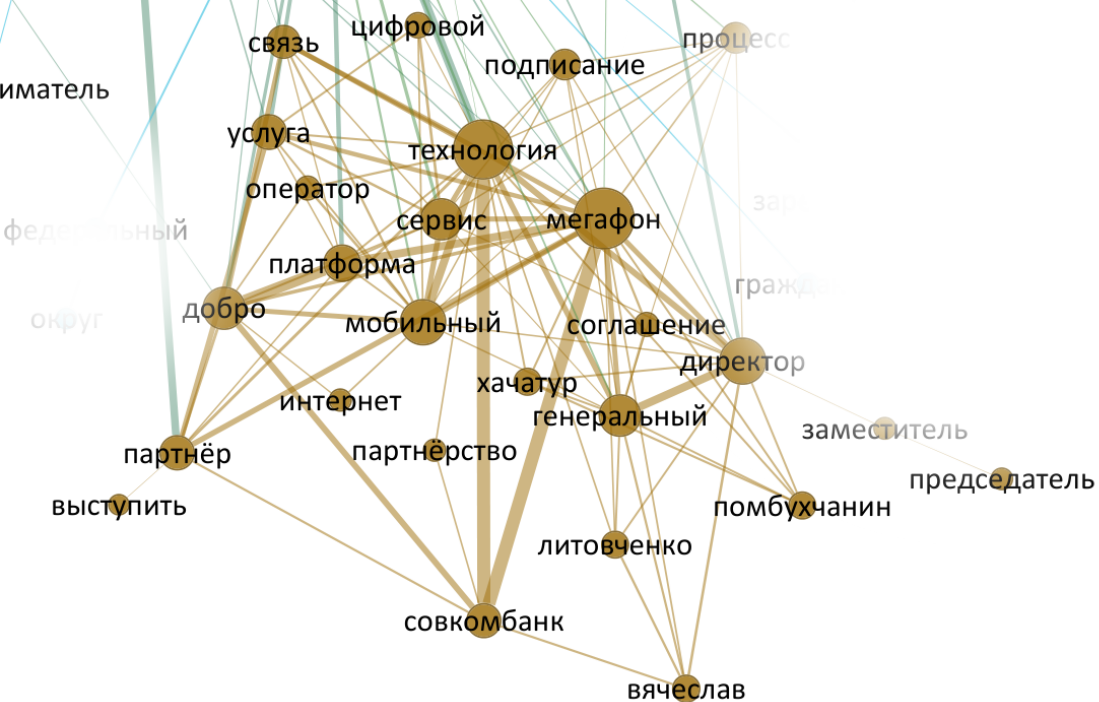 цифровой
связь
процесс
подписание
иматель
услуга
технология
оператор
сервис
мегафон
платформа
добро
округ
мобильный
соглашение
директор
хачатур
интернет
генеральный
заместитель
партнёрство
партнёр
председатель
выступить
помбухчанин
литовченко
совкомбанк
вячеслав